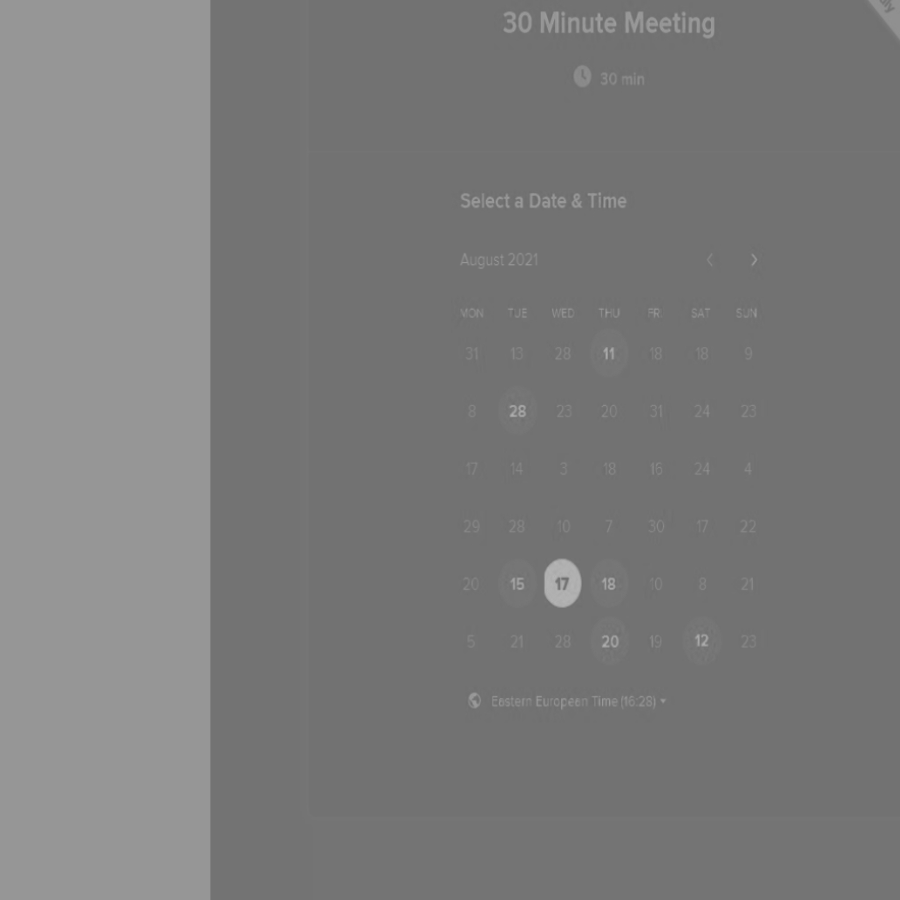 30 Minute Meeting
30 min
Select a Date & Time
August 2021
MON TUE WED THU FRI SAT SUN
31 13 28 11 18 18 9
8 28 23 20 31 24 23
17 14 3 18 16 24 4
29 28 10 7 30 17 22
20 15 17 18 10 8 21
5 21 28 20 19 12 23
Eastern European Time (16:28)